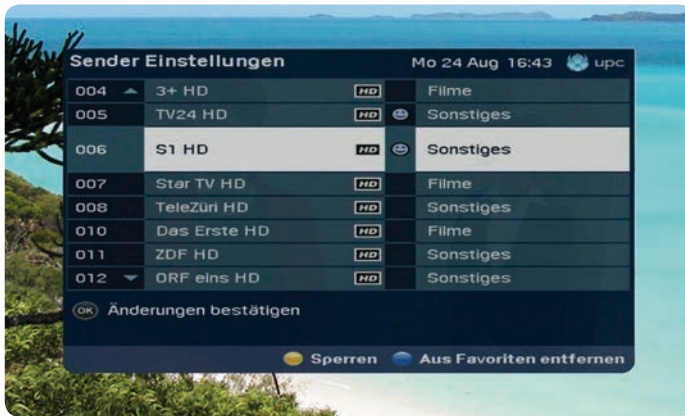 Sender Einstellungen Mo 24 Aug 16:43 upc
004 3+ HD HD Filme
005 TV24 HD HD Sonstiges
006 S1 HD HD Sonstiges
007 Star TV HD HD Filme
008 TeleZüri HD HD Sonstiges
010 Das Erste HD HD Filme
011 ZDF HD HD Sonstiges
012 ORF eins HD HD Sonstiges
OK Änderungen bestätigen
Sperren Aus Favoriten entfernen